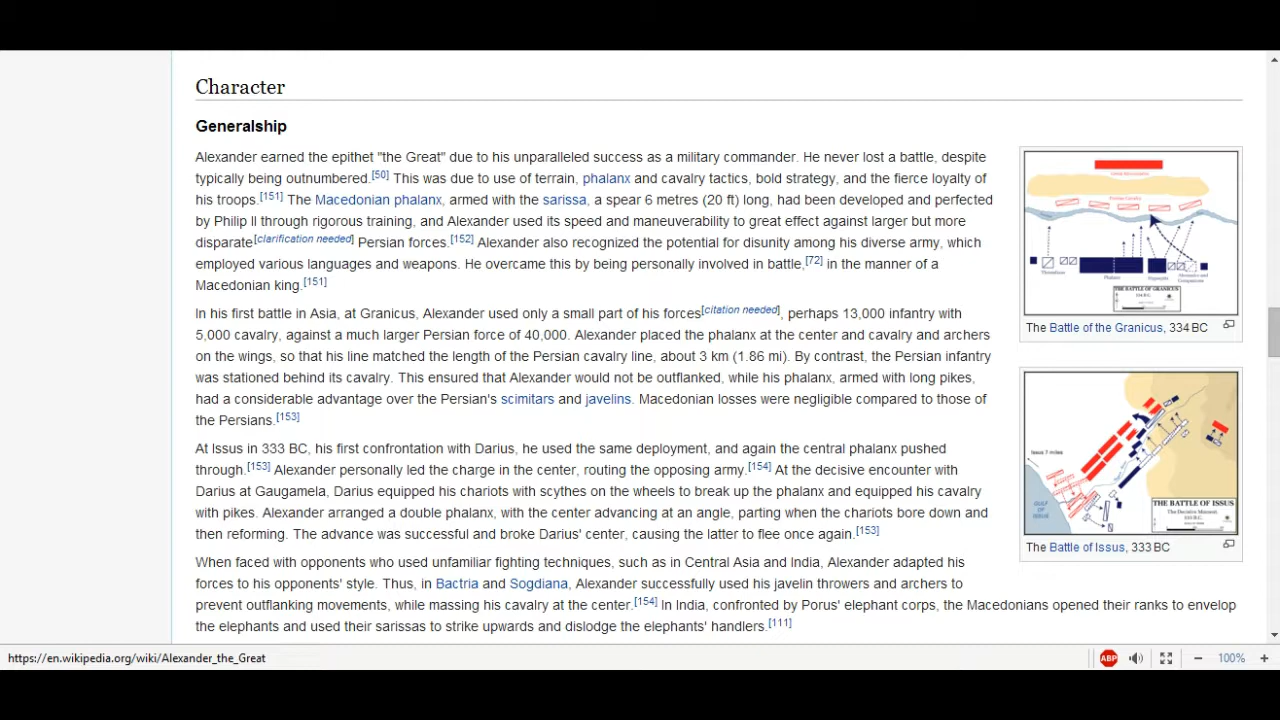 Character
Generalship
Alexander earned the epithet "the Great" due to his unparalleled success as a military commander. He never lost a battle, despite
typically being outnumbered.[50] This was due to use of terrain, phalanx and cavalry tactics, bold strategy, and the fierce loyalty of
his troops.[151] The Macedonian phalanx, armed with the sarissa, a spear 6 metres (20 ft) long, had been developed and perfected
by Philip II through rigorous training, and Alexander used its speed and maneuverability to great effect against larger but more
disparate[clarification needed] Persian forces.[152] Alexander also recognized the potential for disunity among his diverse army, which
employed various languages and weapons. He overcame this by being personally involved in battle,[72] in the manner of a
Macedonian king.[151]
In his first battle in Asia, at Granicus, Alexander used only a small part of his forces[citation needed], perhaps 13,000 infantry with
5,000 cavalry, against a much larger Persian force of 40,000. Alexander placed the phalanx at the center and cavalry and archers
on the wings, so that his line matched the length of the Persian cavalry line, about 3 km (1.86 mi). By contrast, the Persian infantry
was stationed behind its cavalry. This ensured that Alexander would not be outflanked, while his phalanx, armed with long pikes,
had a considerable advantage over the Persian's scimitars and javelins. Macedonian losses were negligible compared to those of
the Persians.[153]
At Issus in 333 BC, his first confrontation with Darius, he used the same deployment, and again the central phalanx pushed
through.[153] Alexander personally led the charge in the center, routing the opposing army.[154] At the decisive encounter with
Darius at Gaugamela, Darius equipped his chariots with scythes on the wheels to break up the phalanx and equipped his cavalry
with pikes. Alexander arranged a double phalanx, with the center advancing at an angle, parting when the chariots bore down and
then reforming. The advance was successful and broke Darius' center, causing the latter to flee once again.[153]
When faced with opponents who used unfamiliar fighting techniques, such as in Central Asia and India, Alexander adapted his
forces to his opponents' style. Thus, in Bactria and Sogdiana, Alexander successfully used his javelin throwers and archers to
prevent outflanking movements, while massing his cavalry at the center.[154] In India, confronted by Porus' elephant corps, the Macedonians opened their ranks to envelop
the elephants and used their sarissas to strike upwards and dislodge the elephants' handlers.[111]
Persian Cavalry
Phalanx
THE BATTLE OF GRANICUS
The Battle of the Granicus, 334 BC
Issus 7 miles
GULF
OF
ISSUS
THE BATTLE OF ISSUS
The Decisive Moment
The Battle of Issus, 333 BC
https://en.wikipedia.org/wiki/Alexander_the_Great
ABP
100%